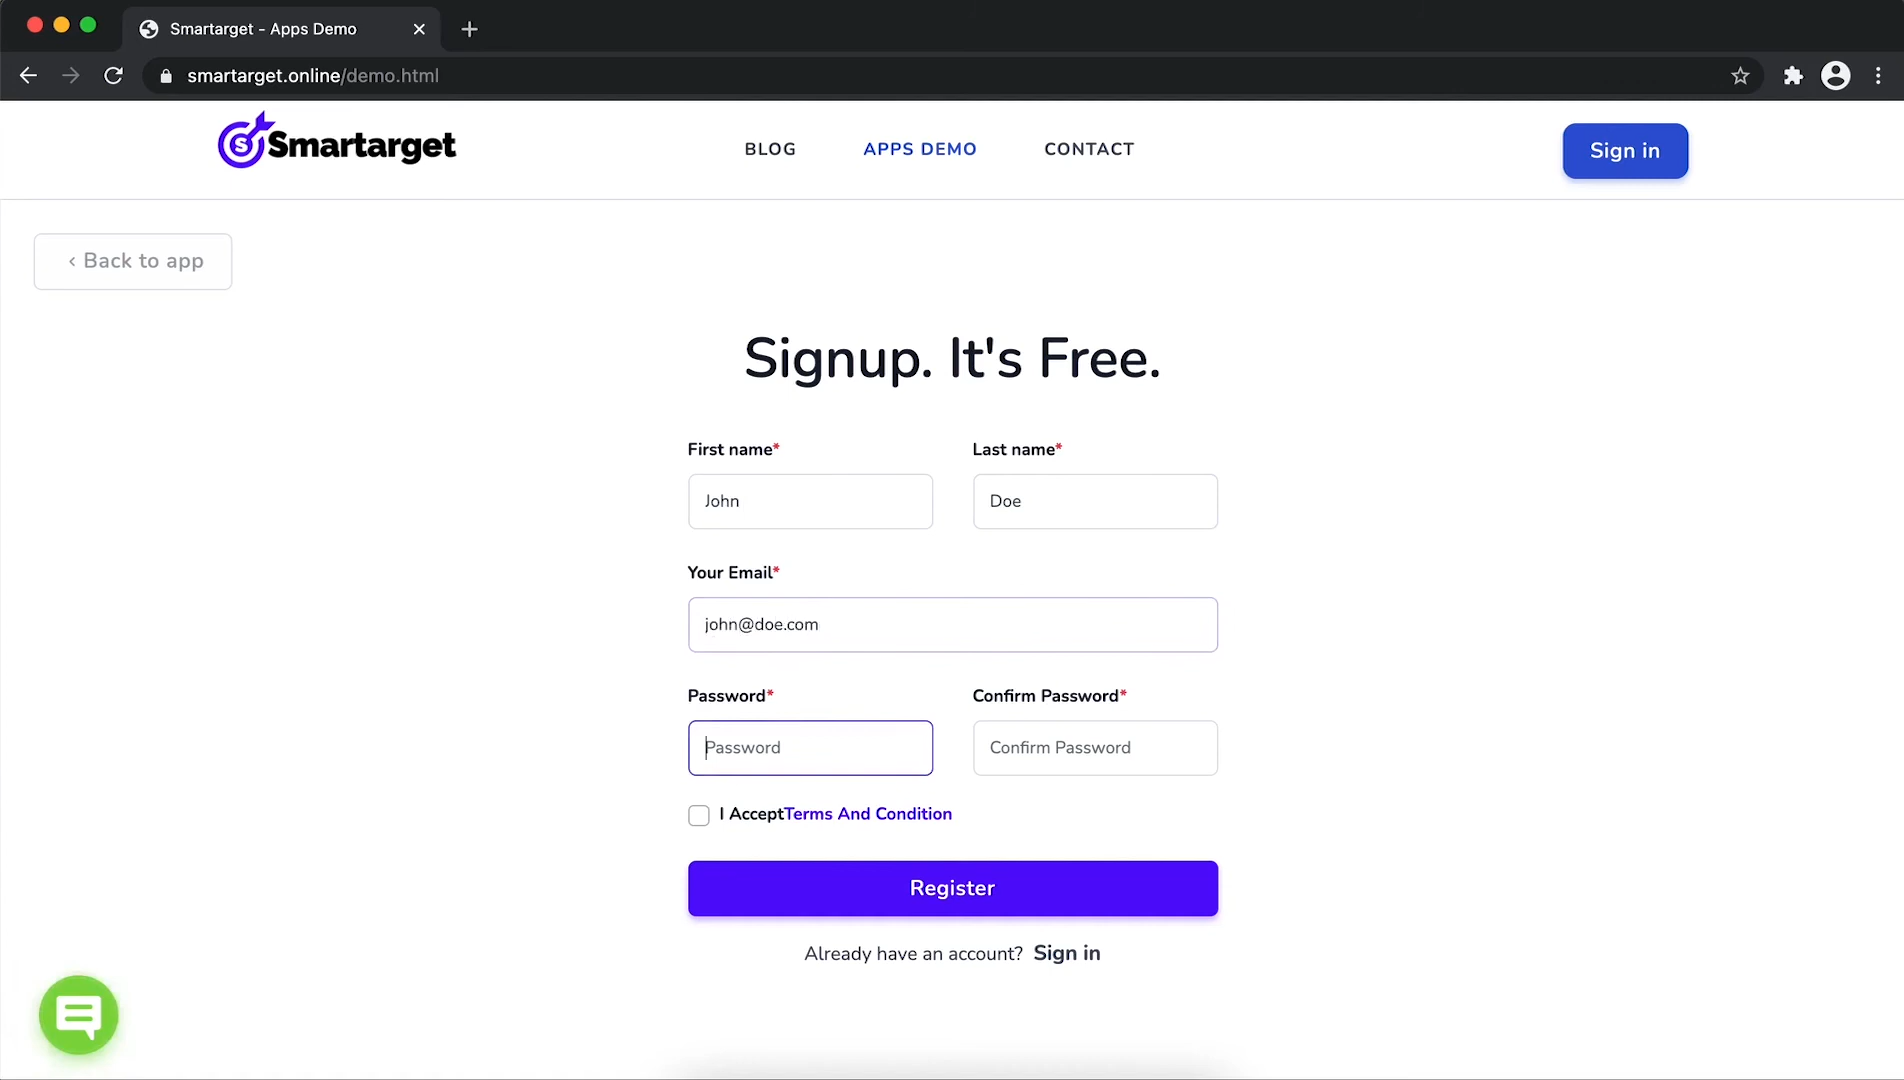 Smartarget - Apps Demo
smartarget.online/demo.html
Smartarget
BLOG
APPS DEMO
CONTACT
Sign in
‹ Back to app
Signup. It's Free.
First name* Last name*
John Doe
Your Email*
john@doe.com
Password* Confirm Password*
Password Confirm Password
I AcceptTerms And Condition
Register
Already have an account? Sign in